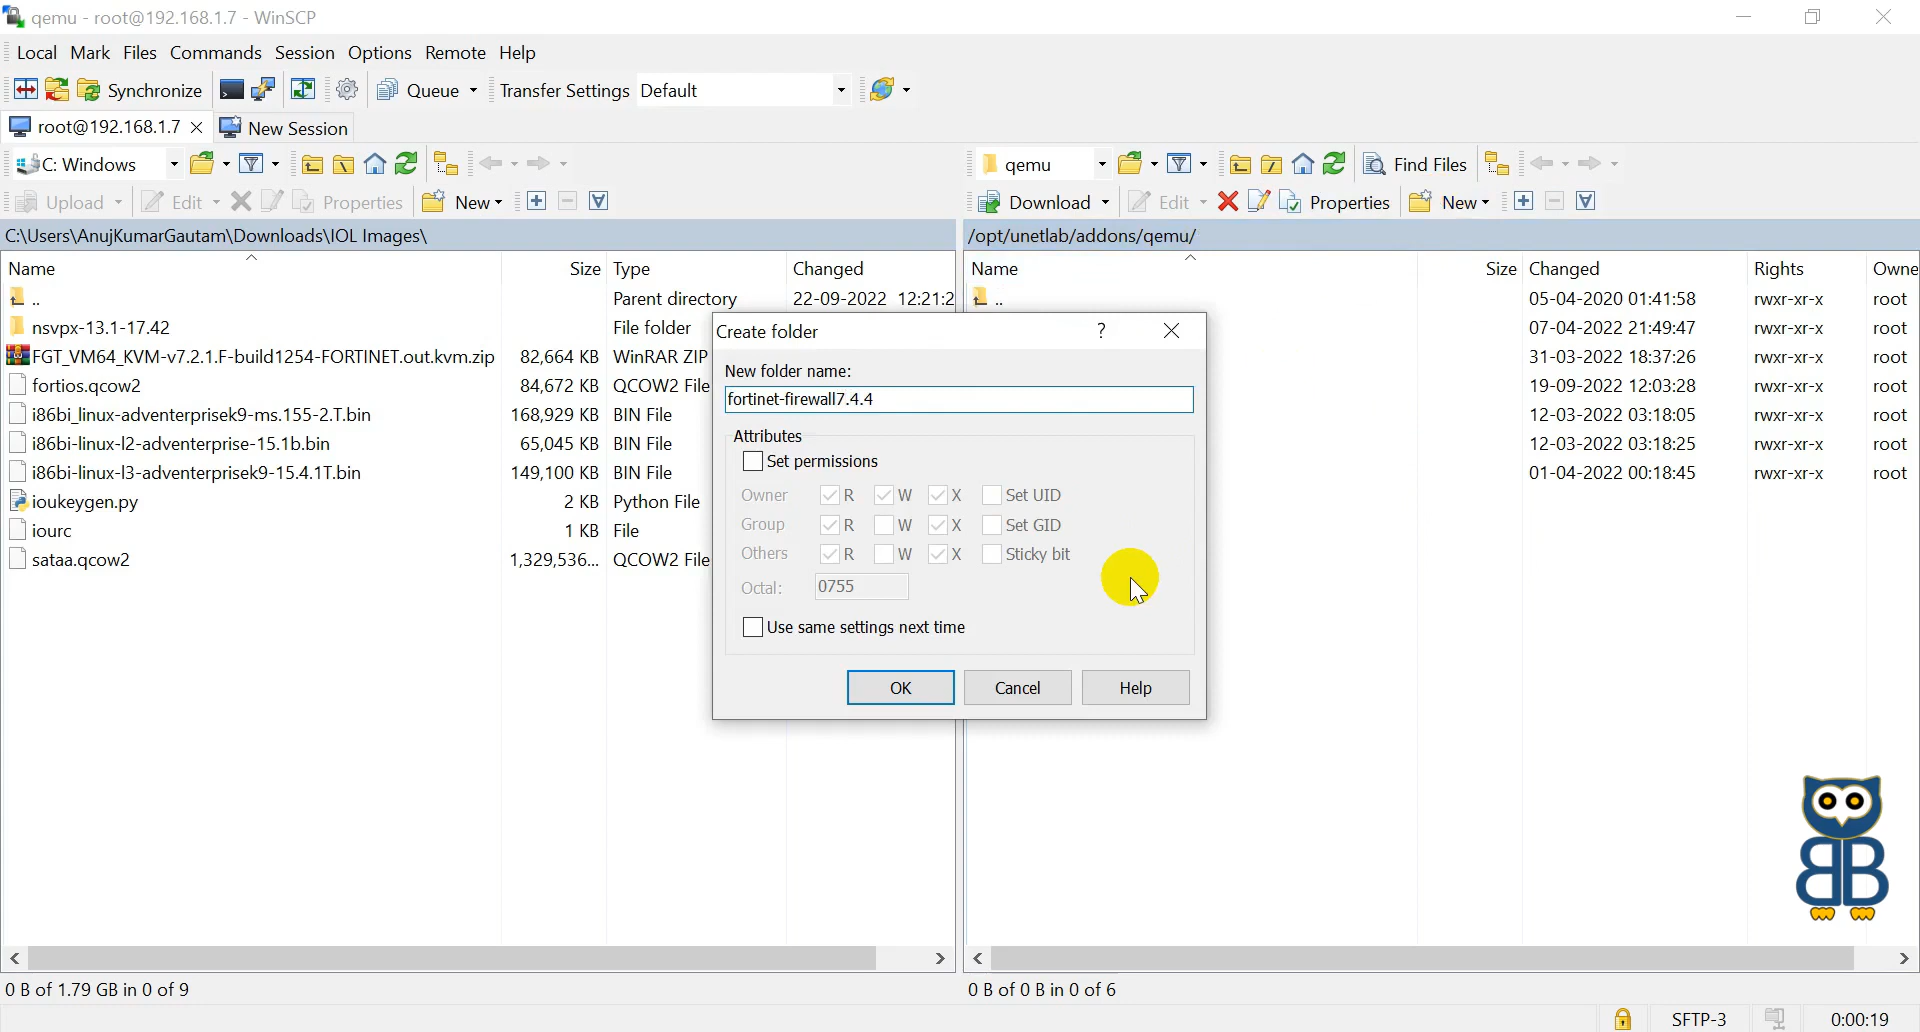 qemu - root@192.168.1.7 - WinSCP
Local Mark Files Commands Session Options Remote Help
Synchronize Queue Transfer Settings Default
root@192.168.1.7 New Session
C: Windows qemu Find Files
Upload Edit Properties New Download Edit Properties New
C:\Users\AnujKumarGautam\Downloads\IOL Images\ /opt/unetlab/addons/qemu/
Name Size Type Changed Name Size Changed Rights Owne
.. Parent directory 22-09-2022 12:21:2 .. 05-04-2020 01:41:58 rwxr-xr-x root
nsvpx-13.1-17.42 File folder 07-04-2022 21:49:47 rwxr-xr-x root
FGT_VM64_KVM-v7.2.1.F-build1254-FORTINET.out.kvm.zip 82,664 KB WinRAR ZIP 31-03-2022 18:37:26 rwxr-xr-x root
fortios.qcow2 84,672 KB QCOW2 File 19-09-2022 12:03:28 rwxr-xr-x root
i86bi_linux-adventerprisek9-ms.155-2.T.bin 168,929 KB BIN File 12-03-2022 03:18:05 rwxr-xr-x root
i86bi-linux-l2-adventerprise-15.1b.bin 65,045 KB BIN File 12-03-2022 03:18:25 rwxr-xr-x root
i86bi-linux-l3-adventerprisek9-15.4.1T.bin 149,100 KB BIN File 01-04-2022 00:18:45 rwxr-xr-x root
ioukeygen.py 2 KB Python File
iourc 1 KB File
sataa.qcow2 1,329,536... QCOW2 File
Create folder ?
New folder name:
fortinet-firewall7.4.4
Attributes
Set permissions
Owner R W X Set UID
Group R W X Set GID
Others R W X Sticky bit
Octal: 0755
Use same settings next time
OK Cancel Help
BB
0 B of 1.79 GB in 0 of 9 0 B of 0 B in 0 of 6
SFTP-3 0:00:19